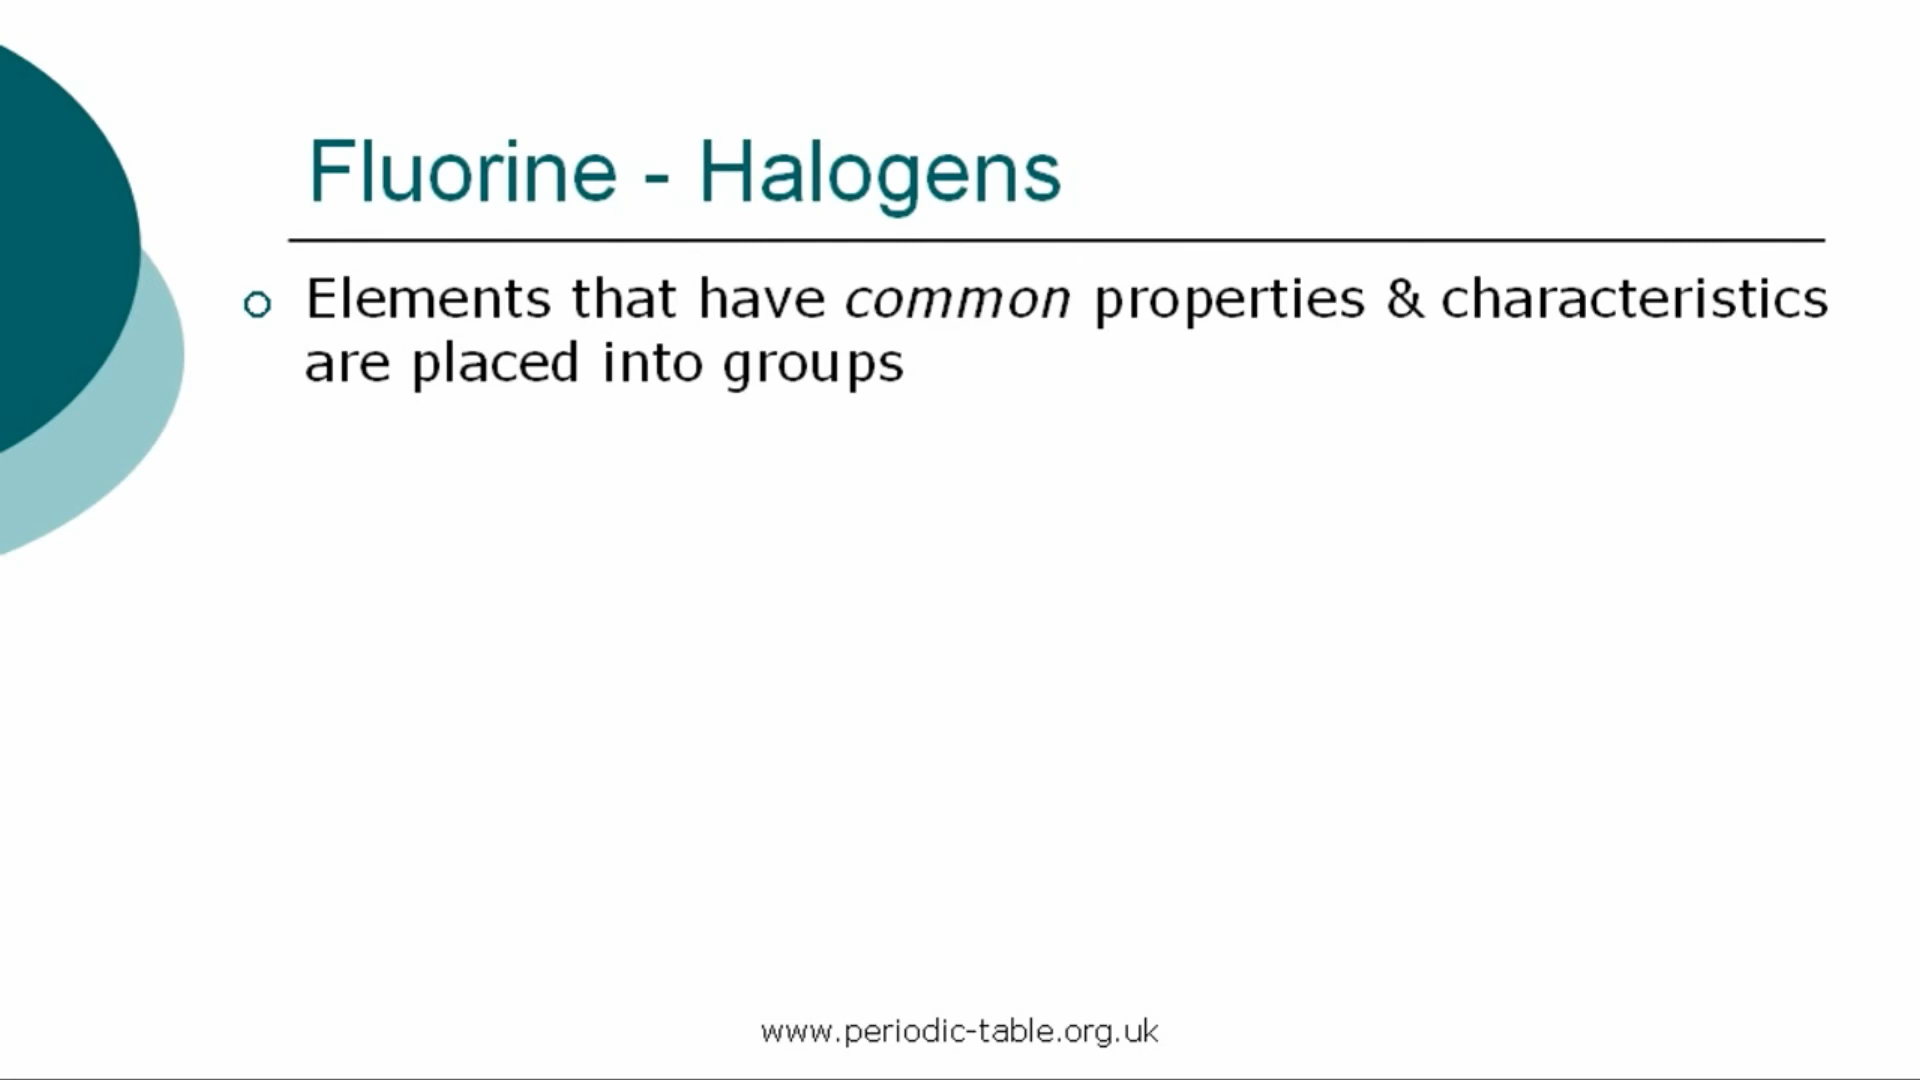 Fluorine - Halogens
Elements that have common properties & characteristics
are placed into groups
www.periodic-table.org.uk